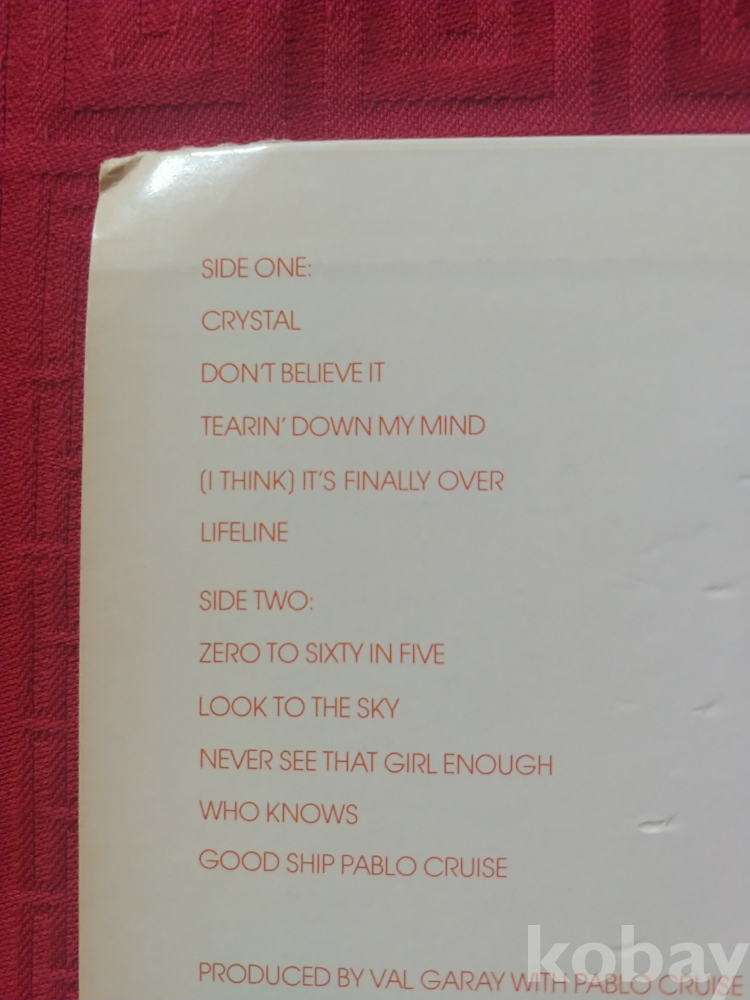 SIDE ONE:
CRYSTAL
DON'T BELIEVE IT
TEARIN' DOWN MY MIND
(I THINK) IT'S FINALLY OVER
LIFELINE
SIDE TWO:
ZERO TO SIXTY IN FIVE
LOOK TO THE SKY
NEVER SEE THAT GIRL ENOUGH
WHO KNOWS
GOOD SHIP PABLO CRUISE
PRODUCED BY VAL GARAY WITH PABLO CRUISE
kobay